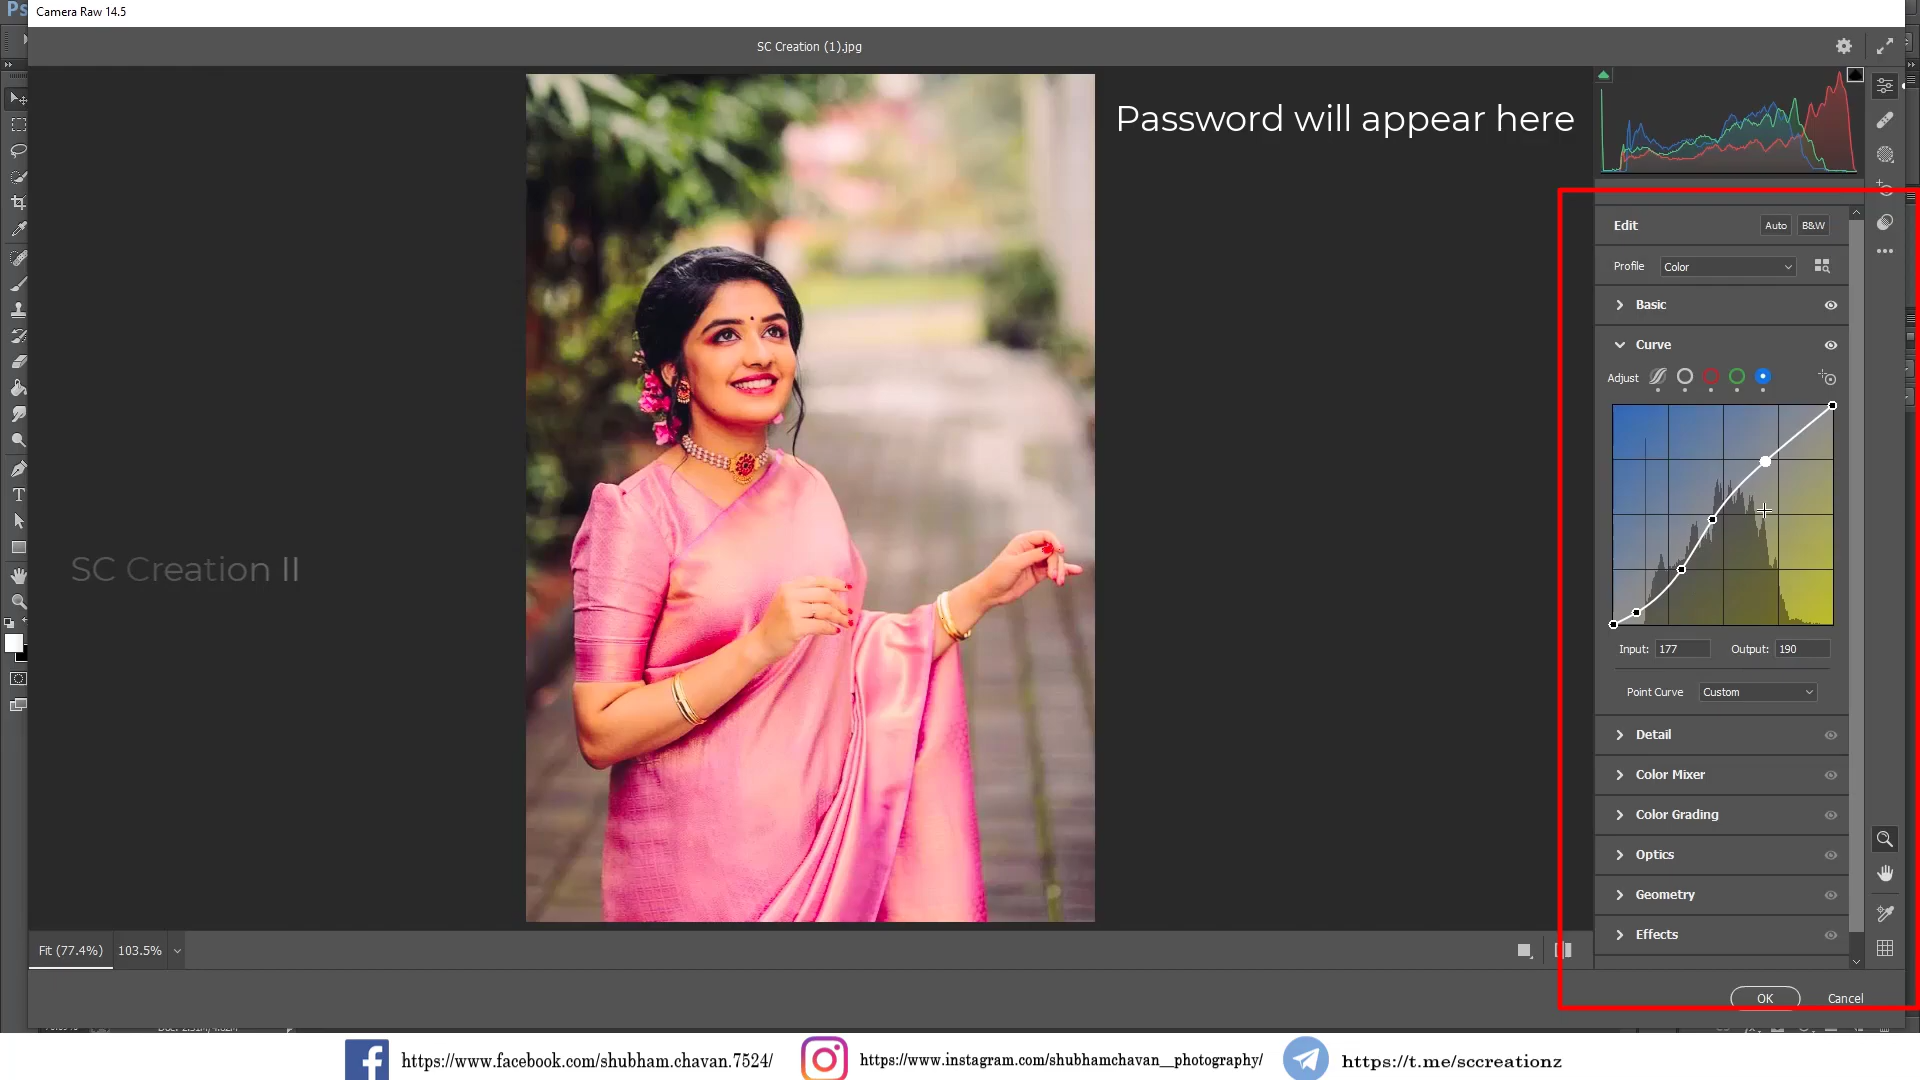 Ps
Camera Raw 14.5
SC Creation (1).jpg
Password will appear here
Edit
Auto
B&W
Profile
Color
Basic
Curve
Adjust
SC Creation II
Input: 177
Output: 190
Point Curve
Custom
Detail
Color Mixer
Color Grading
Optics
Geometry
Effects
Fit (77.4%)
103.5%
OK
Cancel
https://www.facebook.com/shubham.chavan.7524/
https://www.instagram.com/shubhamchavan__photography/
https://t.me/sccreationz